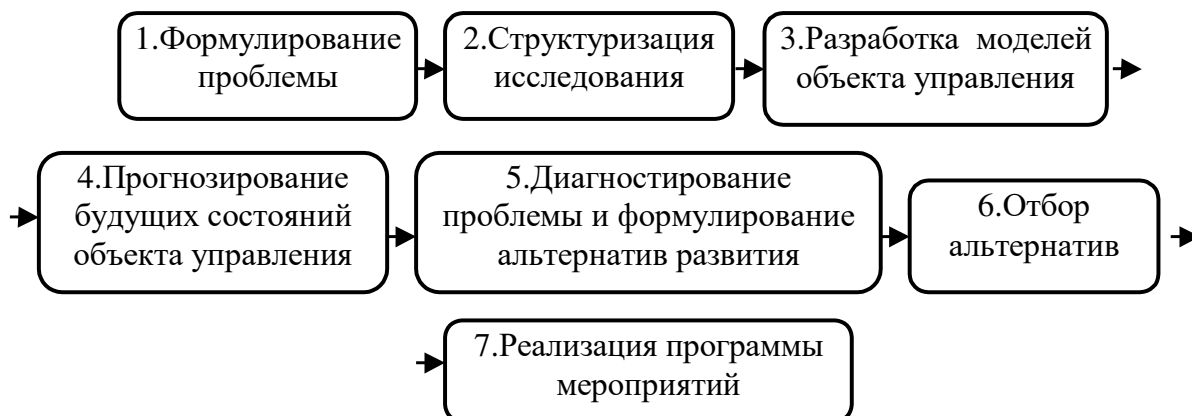 1.Формулирование
проблемы
2.Структуризация
исследования
3.Разработка моделей
объекта управления
4.Прогнозирование
будущих состояний
объекта управления
5.Диагностирование
проблемы и формулирование
альтернатив развития
6.Отбор
альтернатив
7.Реализация программы
мероприятий